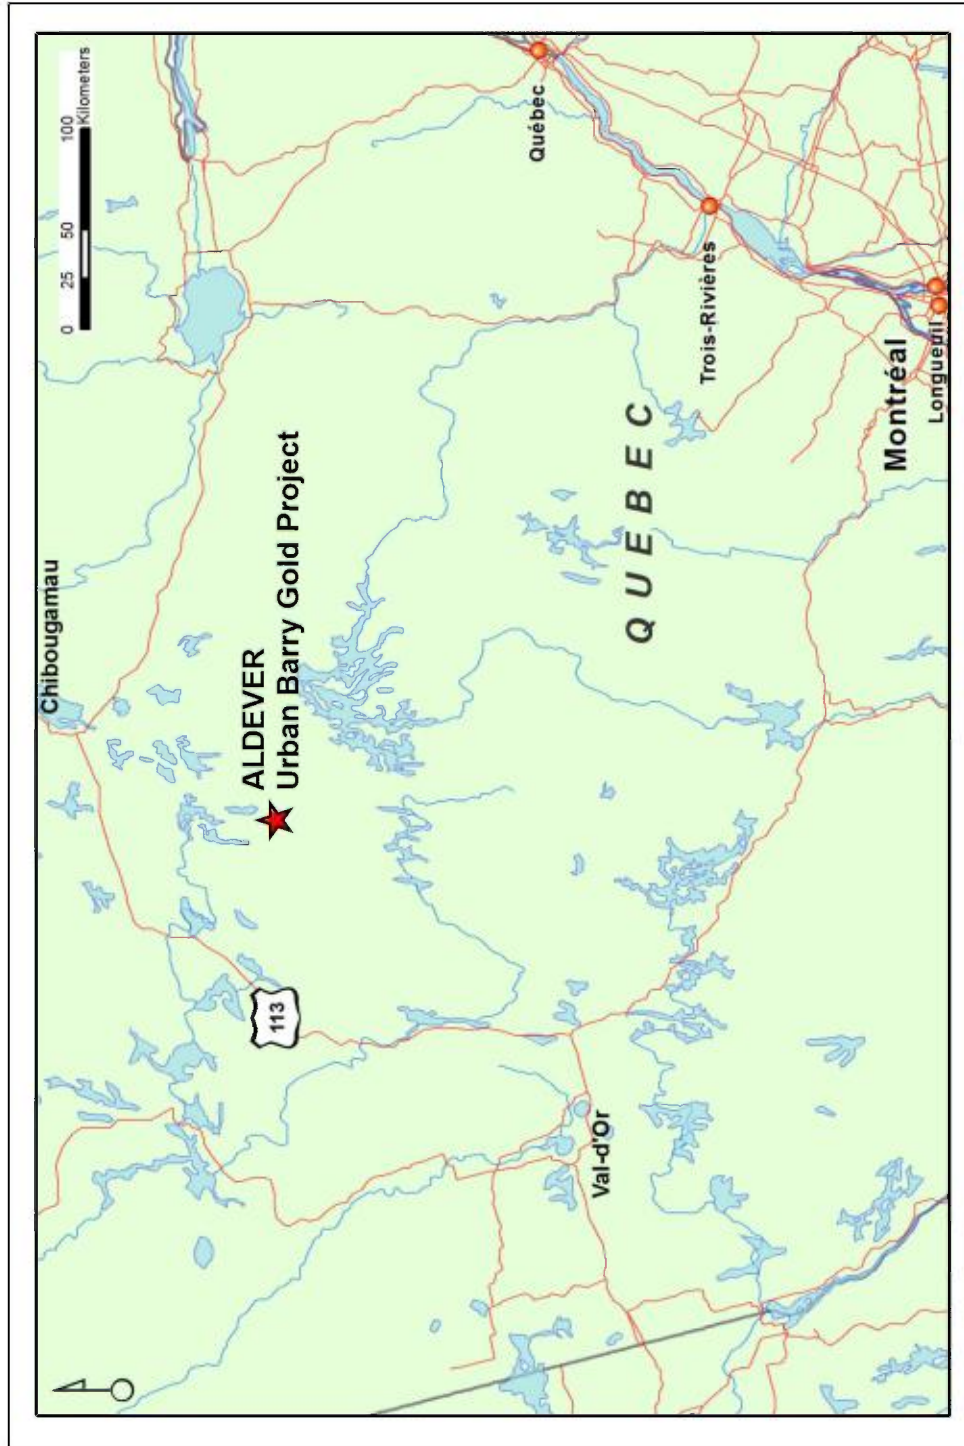 Chibougamau
ALDEVER
Urban Barry Gold Project
113
Val-d'Or
QUEBEC
Québec
Trois-Rivières
Montréal
Longueuil
0 25 50 100
Kilometers